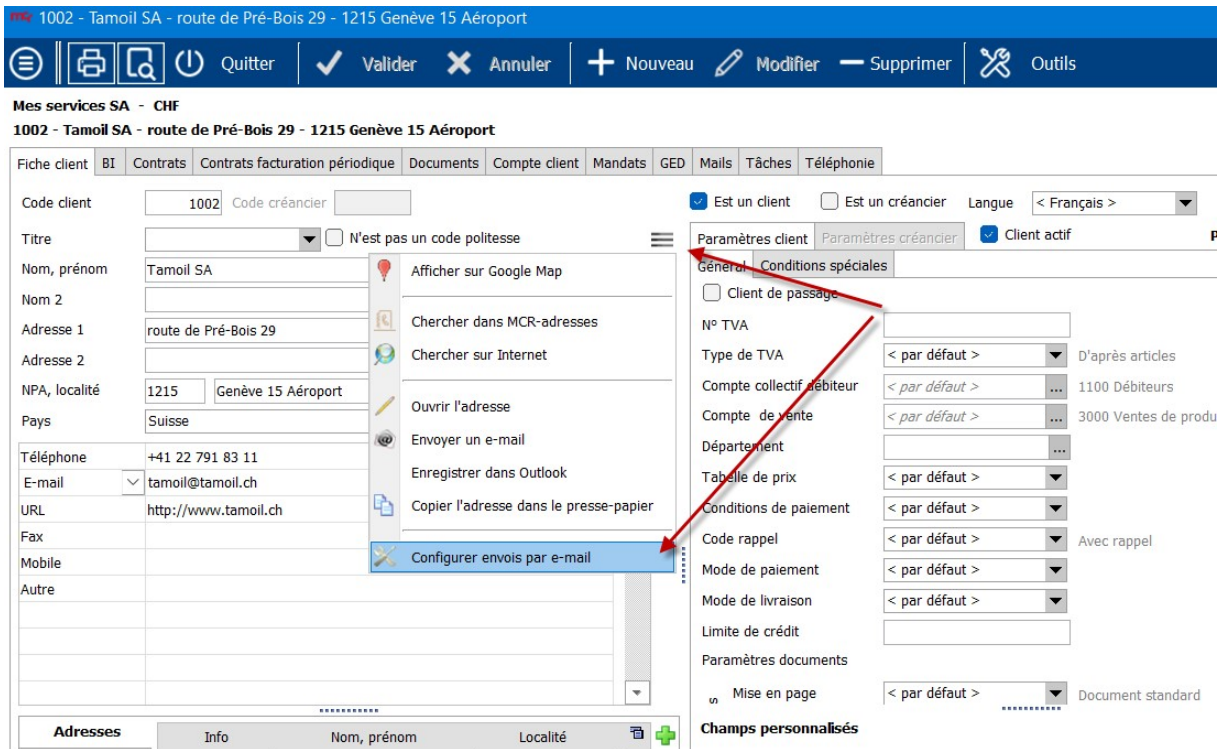 mcr 1002 - Tamoil SA - route de Pré-Bois 29 - 1215 Genève 15 Aéroport
Quitter Valider Annuler Nouveau Modifier Supprimer Outils
Mes services SA - CHF
1002 - Tamoil SA - route de Pré-Bois 29 - 1215 Genève 15 Aéroport
Fiche client BI Contrats Contrats facturation périodique Documents Compte client Mandats GED Mails Tâches Téléphonie
Code client 1002 Code créancier
Titre N'est pas un code politesse
Nom, prénom Tamoil SA
Nom 2
Adresse 1 route de Pré-Bois 29
Adresse 2
NPA, localité 1215 Genève 15 Aéroport
Pays Suisse
Téléphone +41 22 791 83 11
E-mail tamoil@tamoil.ch
URL http://www.tamoil.ch
Fax
Mobile
Autre
Afficher sur Google Map
Chercher dans MCR-adresses
Chercher sur Internet
Ouvrir l'adresse
Envoyer un e-mail
Enregistrer dans Outlook
Copier l'adresse dans le presse-papier
Configurer envois par e-mail
Adresses Info Nom, prénom Localité
Est un client Est un créancier Langue < Français >
Paramètres client Paramètres créancier Client actif
Général Conditions spéciales
Client de passage
N° TVA
Type de TVA < par défaut > D'après articles
Compte collectif débiteur < par défaut > ... 1100 Débiteurs
Compte de vente < par défaut > ... 3000 Ventes de produ
Département ...
Tabelle de prix < par défaut >
Conditions de paiement < par défaut >
Code rappel < par défaut > Avec rappel
Mode de paiement < par défaut >
Mode de livraison < par défaut >
Limite de crédit
Paramètres documents
s Mise en page < par défaut > Document standard
Champs personnalisés